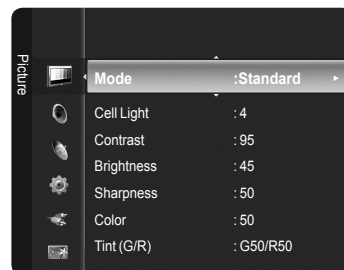 Picture
Mode :Standard
Cell Light : 4
Contrast : 95
Brightness : 45
Sharpness : 50
Color : 50
Tint (G/R) : G50/R50